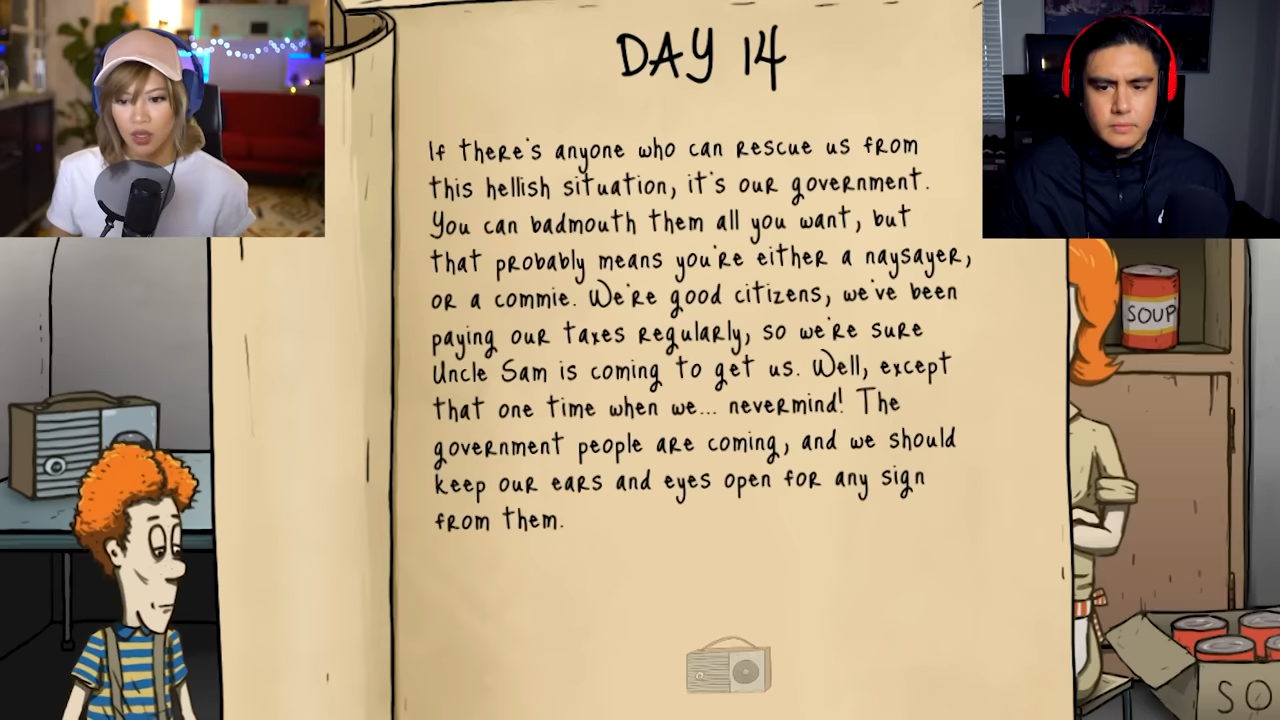 DAY 14
If there's anyone who can rescue us from
this hellish situation, it's our government.
You can badmouth them all you want, but
that probably means you're either a naysayer,
or a commie. We're good citizens, we've been
paying our taxes regularly, so we're sure
Uncle Sam is coming to get us. Well, except
that one time when we... nevermind! The
government people are coming, and we should
keep our ears and eyes open for any sign
from them.
SOUP
SO